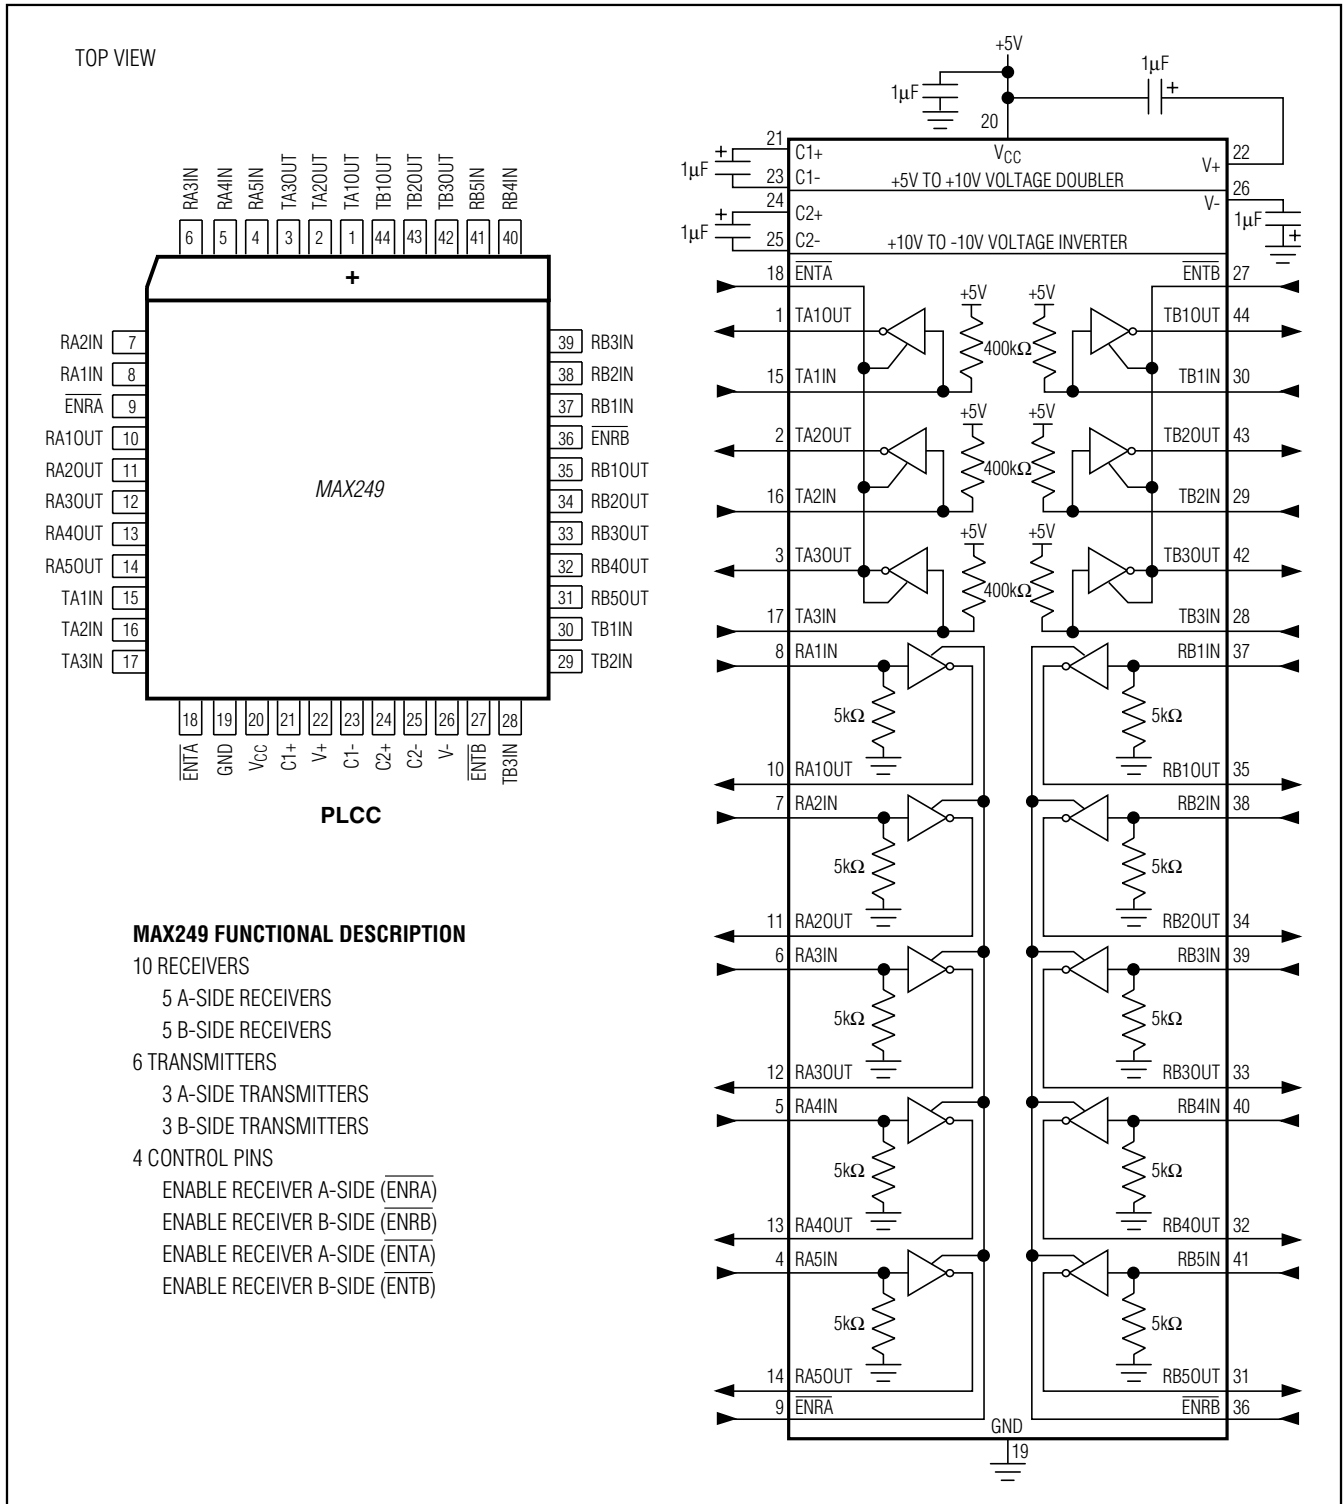 TOP VIEW
RA3IN
RA4IN
RA5IN
TA3OUT
TA2OUT
TA1OUT
TB1OUT
TB2OUT
TB3OUT
RB5IN
RB4IN
6 5 4 3 2 1 44 43 42 41 40
+
RA2IN 7
RA1IN 8
E̅N̅R̅A̅ 9
RA1OUT 10
RA2OUT 11
RA3OUT 12
RA4OUT 13
RA5OUT 14
TA1IN 15
TA2IN 16
TA3IN 17
MAX249
39 RB3IN
38 RB2IN
37 RB1IN
36 E̅N̅R̅B̅
35 RB1OUT
34 RB2OUT
33 RB3OUT
32 RB4OUT
31 RB5OUT
30 TB1IN
29 TB2IN
18 19 20 21 22 23 24 25 26 27 28
E̅N̅T̅A̅
GND
VCC
C1+
V+
C1-
C2+
C2-
V-
E̅N̅T̅B̅
TB3IN
PLCC
MAX249 FUNCTIONAL DESCRIPTION
10 RECEIVERS
5 A-SIDE RECEIVERS
5 B-SIDE RECEIVERS
6 TRANSMITTERS
3 A-SIDE TRANSMITTERS
3 B-SIDE TRANSMITTERS
4 CONTROL PINS
ENABLE RECEIVER A-SIDE (E̅N̅R̅A̅)
ENABLE RECEIVER B-SIDE (E̅N̅R̅B̅)
ENABLE RECEIVER A-SIDE (E̅N̅T̅A̅)
ENABLE RECEIVER B-SIDE (E̅N̅T̅B̅)
+5V
1μF
1μF +
20
VCC
21 C1+
+
1μF
23 C1-
+5V TO +10V VOLTAGE DOUBLER
V+ 22
24 C2+
+
1μF
25 C2-
+10V TO -10V VOLTAGE INVERTER
V- 26
1μF
+
18 E̅N̅T̅A̅
E̅N̅T̅B̅ 27
+5V +5V
1 TA1OUT
TB1OUT 44
400kΩ
15 TA1IN
TB1IN 30
+5V +5V
2 TA2OUT
TB2OUT 43
400kΩ
16 TA2IN
TB2IN 29
+5V +5V
3 TA3OUT
TB3OUT 42
400kΩ
17 TA3IN
TB3IN 28
8 RA1IN
RB1IN 37
5kΩ 5kΩ
10 RA1OUT
RB1OUT 35
7 RA2IN
RB2IN 38
5kΩ 5kΩ
11 RA2OUT
RB2OUT 34
6 RA3IN
RB3IN 39
5kΩ 5kΩ
12 RA3OUT
RB3OUT 33
5 RA4IN
RB4IN 40
5kΩ 5kΩ
13 RA4OUT
RB4OUT 32
4 RA5IN
RB5IN 41
5kΩ 5kΩ
14 RA5OUT
RB5OUT 31
9 E̅N̅R̅A̅
E̅N̅R̅B̅ 36
GND
19